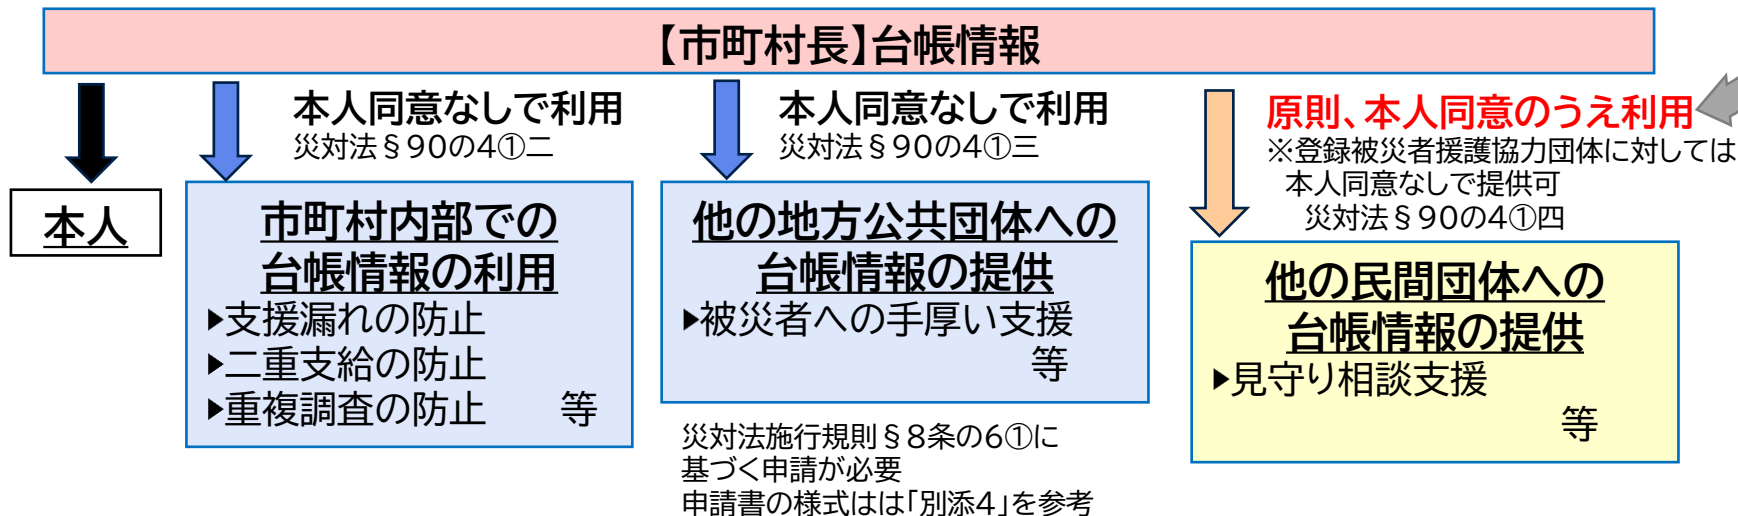 【市町村長】台帳情報
本人
本人同意なしで利用
災対法§90の4①二
市町村内部での
台帳情報の利用
▶支援漏れの防止
▶二重支給の防止
▶重複調査の防止 等
本人同意なしで利用
災対法§90の4①三
他の地方公共団体への
台帳情報の提供
▶被災者への手厚い支援
等
災対法施行規則§8条の6①に
基づく申請が必要
申請書の様式はは「別添4」を参考
原則、本人同意のうえ利用
※登録被災者援護協力団体に対しては
本人同意なしで提供可
災対法§90の4①四
他の民間団体への
台帳情報の提供
▶見守り相談支援
等